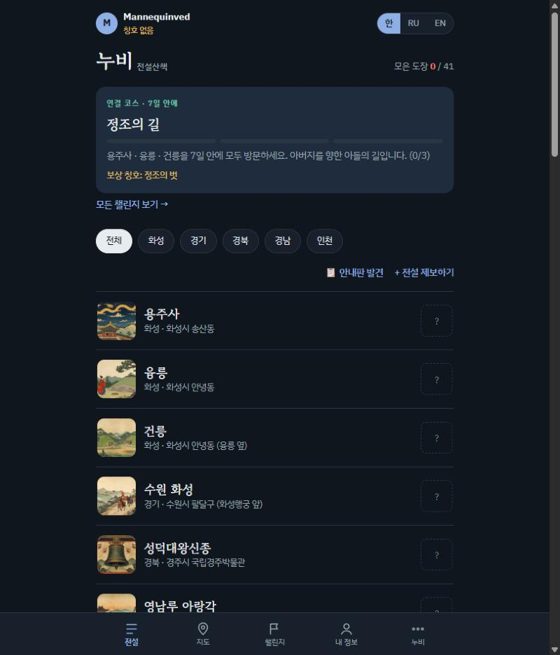 M Mannequinved
칭호 없음
한 RU EN
누비 전설산책
모은 도장 0 / 41
연결 코스 · 7일 안에
정조의 길
용주사 · 융릉 · 건릉을 7일 안에 모두 방문하세요. 아버지를 향한 아들의 길입니다. (0/3)
보상 칭호: 정조의 벗
모든 챌린지 보기 →
전체 화성 경기 경북 경남 인천
📋 안내판 발견 + 전설 제보하기
용주사
화성 · 화성시 송산동
?
융릉
화성 · 화성시 안녕동
?
건릉
화성 · 화성시 안녕동 (융릉 옆)
?
수원 화성
경기 · 수원시 팔달구 (화성행궁 앞)
?
성덕대왕신종
경북 · 경주시 국립경주박물관
?
영남루 아랑각
?
전설 지도 챌린지 내 정보 누비